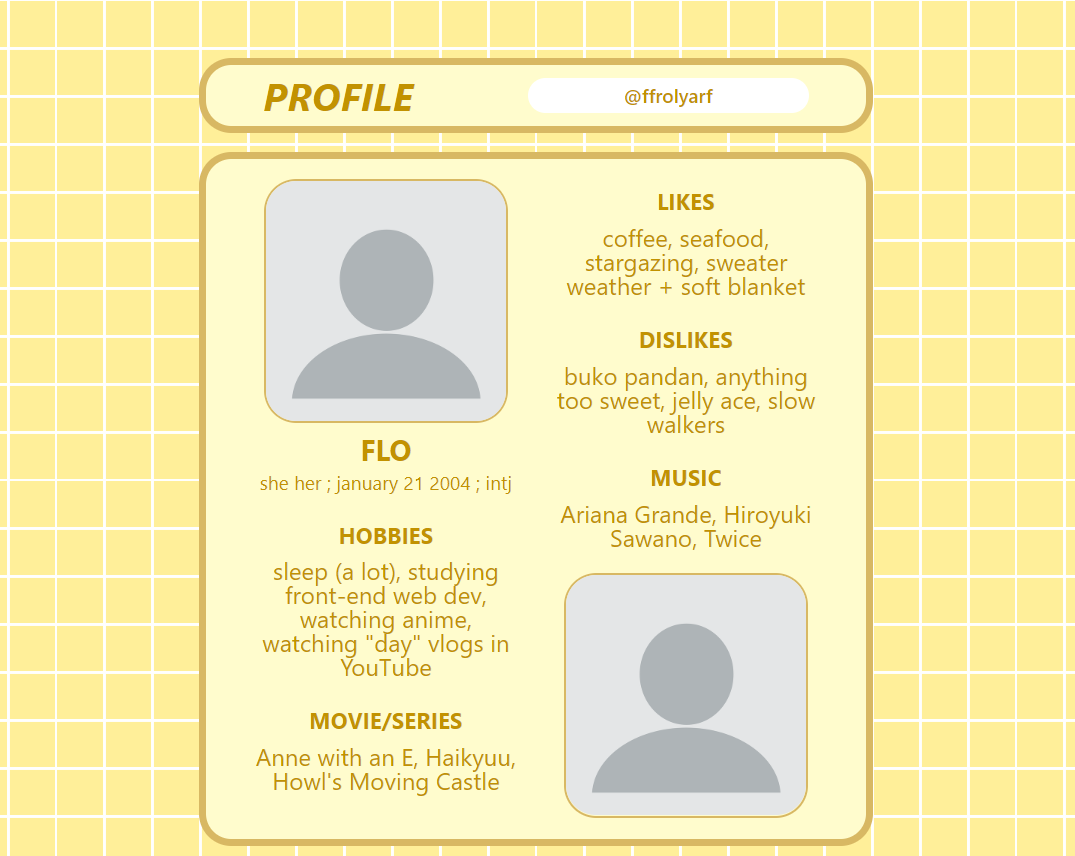 PROFILE
@ffrolyarf
FLO
she her ; january 21 2004 ; intj
HOBBIES
sleep (a lot), studying
front-end web dev,
watching anime,
watching "day" vlogs in
YouTube
MOVIE/SERIES
Anne with an E, Haikyuu,
Howl's Moving Castle
LIKES
coffee, seafood,
stargazing, sweater
weather + soft blanket
DISLIKES
buko pandan, anything
too sweet, jelly ace, slow
walkers
MUSIC
Ariana Grande, Hiroyuki
Sawano, Twice